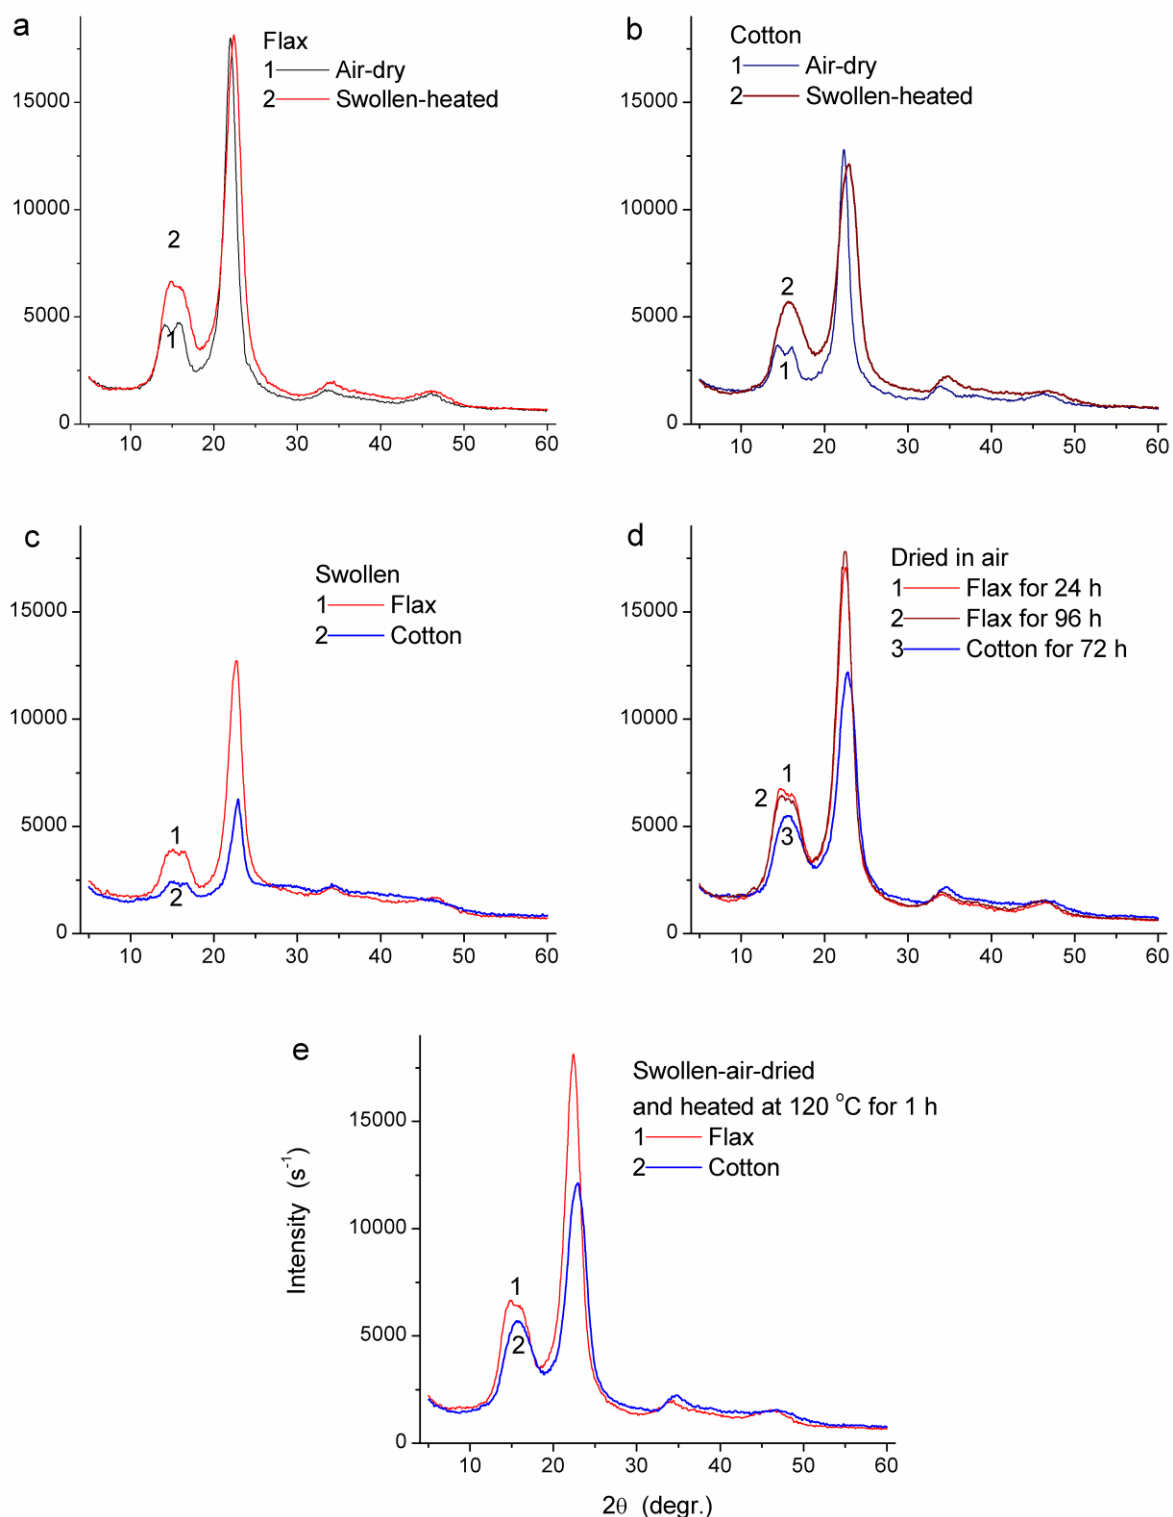 a
Flax
1 Air-dry
2 Swollen-heated
15000
10000
5000
0
2
1
10 20 30 40 50 60
b
Cotton
1 Air-dry
2 Swollen-heated
15000
10000
5000
0
2
1
10 20 30 40 50 60
c
Swollen
1 Flax
2 Cotton
15000
10000
5000
0
1
2
10 20 30 40 50 60
d
Dried in air
1 Flax for 24 h
2 Flax for 96 h
3 Cotton for 72 h
15000
10000
5000
0
1
2
3
10 20 30 40 50 60
e
Swollen-air-dried
and heated at 120 °C for 1 h
1 Flax
2 Cotton
Intensity (s⁻¹)
15000
10000
5000
0
1
2
10 20 30 40 50 60
2θ (degr.)